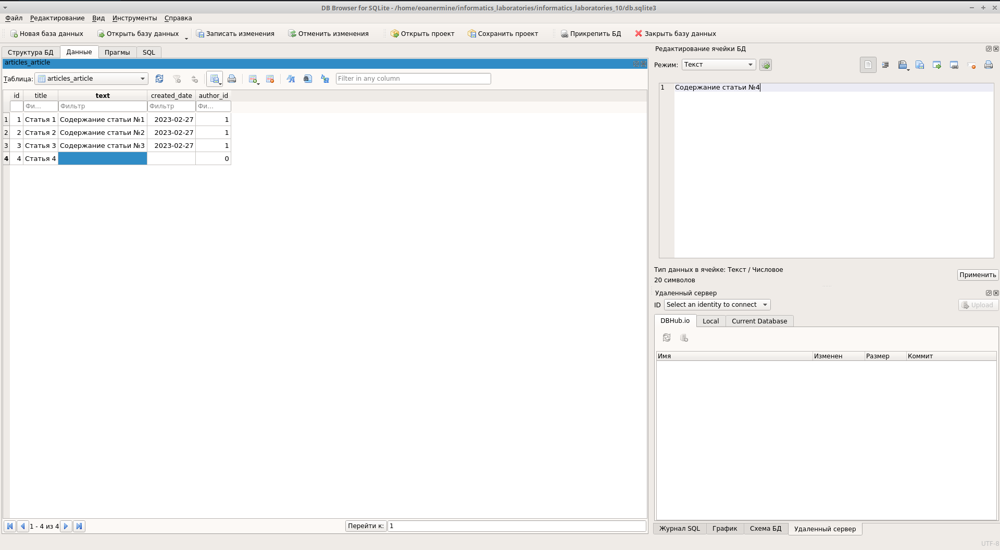 DB Browser for SQLite - /home/eoanermine/informatics_laboratories/informatics_laboratories_10/db.sqlite3
Файл Редактирование Вид Инструменты Справка
Новая база данных Открыть базу данных Записать изменения Отменить изменения Открыть проект Сохранить проект Прикрепить БД Закрыть базу данных
Структура БД Данные Прагмы SQL
articles_article
Таблица: articles_article Filter in any column
id title text created_date author_id
Фи... Фильтр Фильтр Фи...
1 1 Статья 1 Содержание статьи №1 2023-02-27 1
2 2 Статья 2 Содержание статьи №2 2023-02-27 1
3 3 Статья 3 Содержание статьи №3 2023-02-27 1
4 4 Статья 4 0
1 - 4 из 4 Перейти к: 1
Редактирование ячейки БД
Режим: Текст
1 Содержание статьи №4
Тип данных в ячейке: Текст / Числовое
20 символов
Применить
Удаленный сервер
ID Select an identity to connect Upload
DBHub.io Local Current Database
Имя Изменен Размер Коммит
Журнал SQL График Схема БД Удаленный сервер
UTF-8